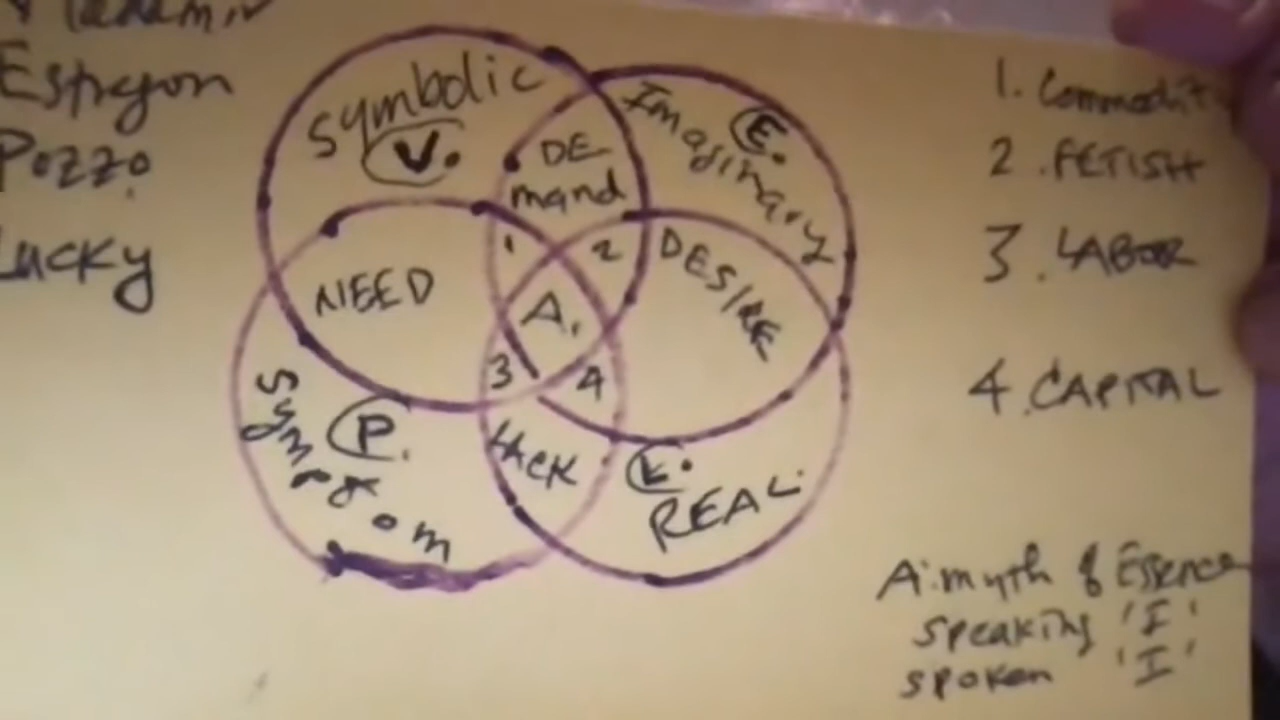 Estragon
Pozzo.
Lucky
Symbolic
V.
Imaginary
E.
DE
mand
1
2
NEED
DESIRE
A.
3
4
Symptom
P.
LACK
L.
REAL.
1. Commodit
2. FETISH
3. LABOR
4. CAPITAL
A: myth of Essence
speaking 'I'
spoken 'I'